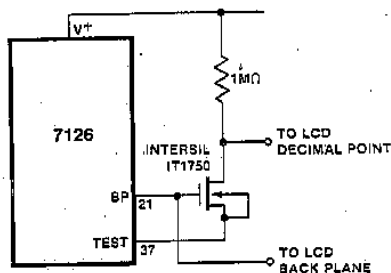 V+
1MΩ
7126
TO LCD
DECIMAL POINT
INTERSIL
IT1750
BP
21
TEST
37
TO LCD
BACK PLANE